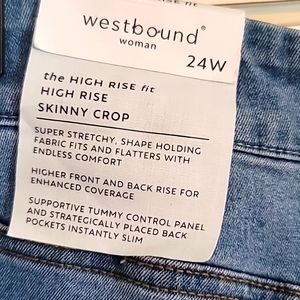 westbound®
woman
24W
the HIGH RISE fit
HIGH RISE
SKINNY CROP
SUPER STRETCHY, SHAPE HOLDING
FABRIC FITS AND FLATTERS WITH
ENDLESS COMFORT
HIGHER FRONT AND BACK RISE FOR
ENHANCED COVERAGE
SUPPORTIVE TUMMY CONTROL PANEL
AND STRATEGICALLY PLACED BACK
POCKETS INSTANTLY SLIM